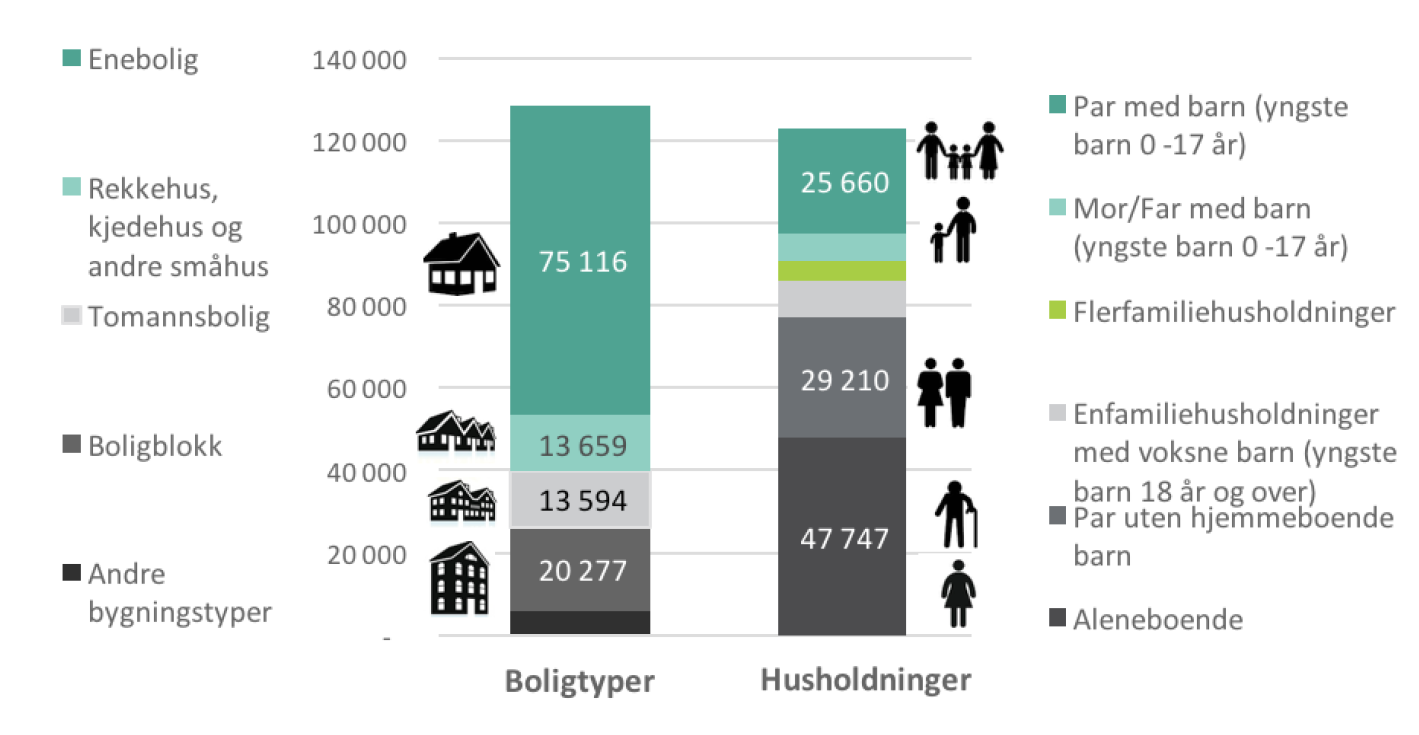 Enebolig
Rekkehus,
kjedehus og
andre småhus
Tomannsbolig
Boligblokk
Andre
bygningstyper
140 000
120 000
100 000
80 000
60 000
40 000
20 000
-
75 116
13 659
13 594
20 277
25 660
29 210
47 747
Boligtyper
Husholdninger
Par med barn (yngste
barn 0 -17 år)
Mor/Far med barn
(yngste barn 0 -17 år)
Flerfamiliehusholdninger
Enfamiliehusholdninger
med voksne barn (yngste
barn 18 år og over)
Par uten hjemmeboende
barn
Aleneboende